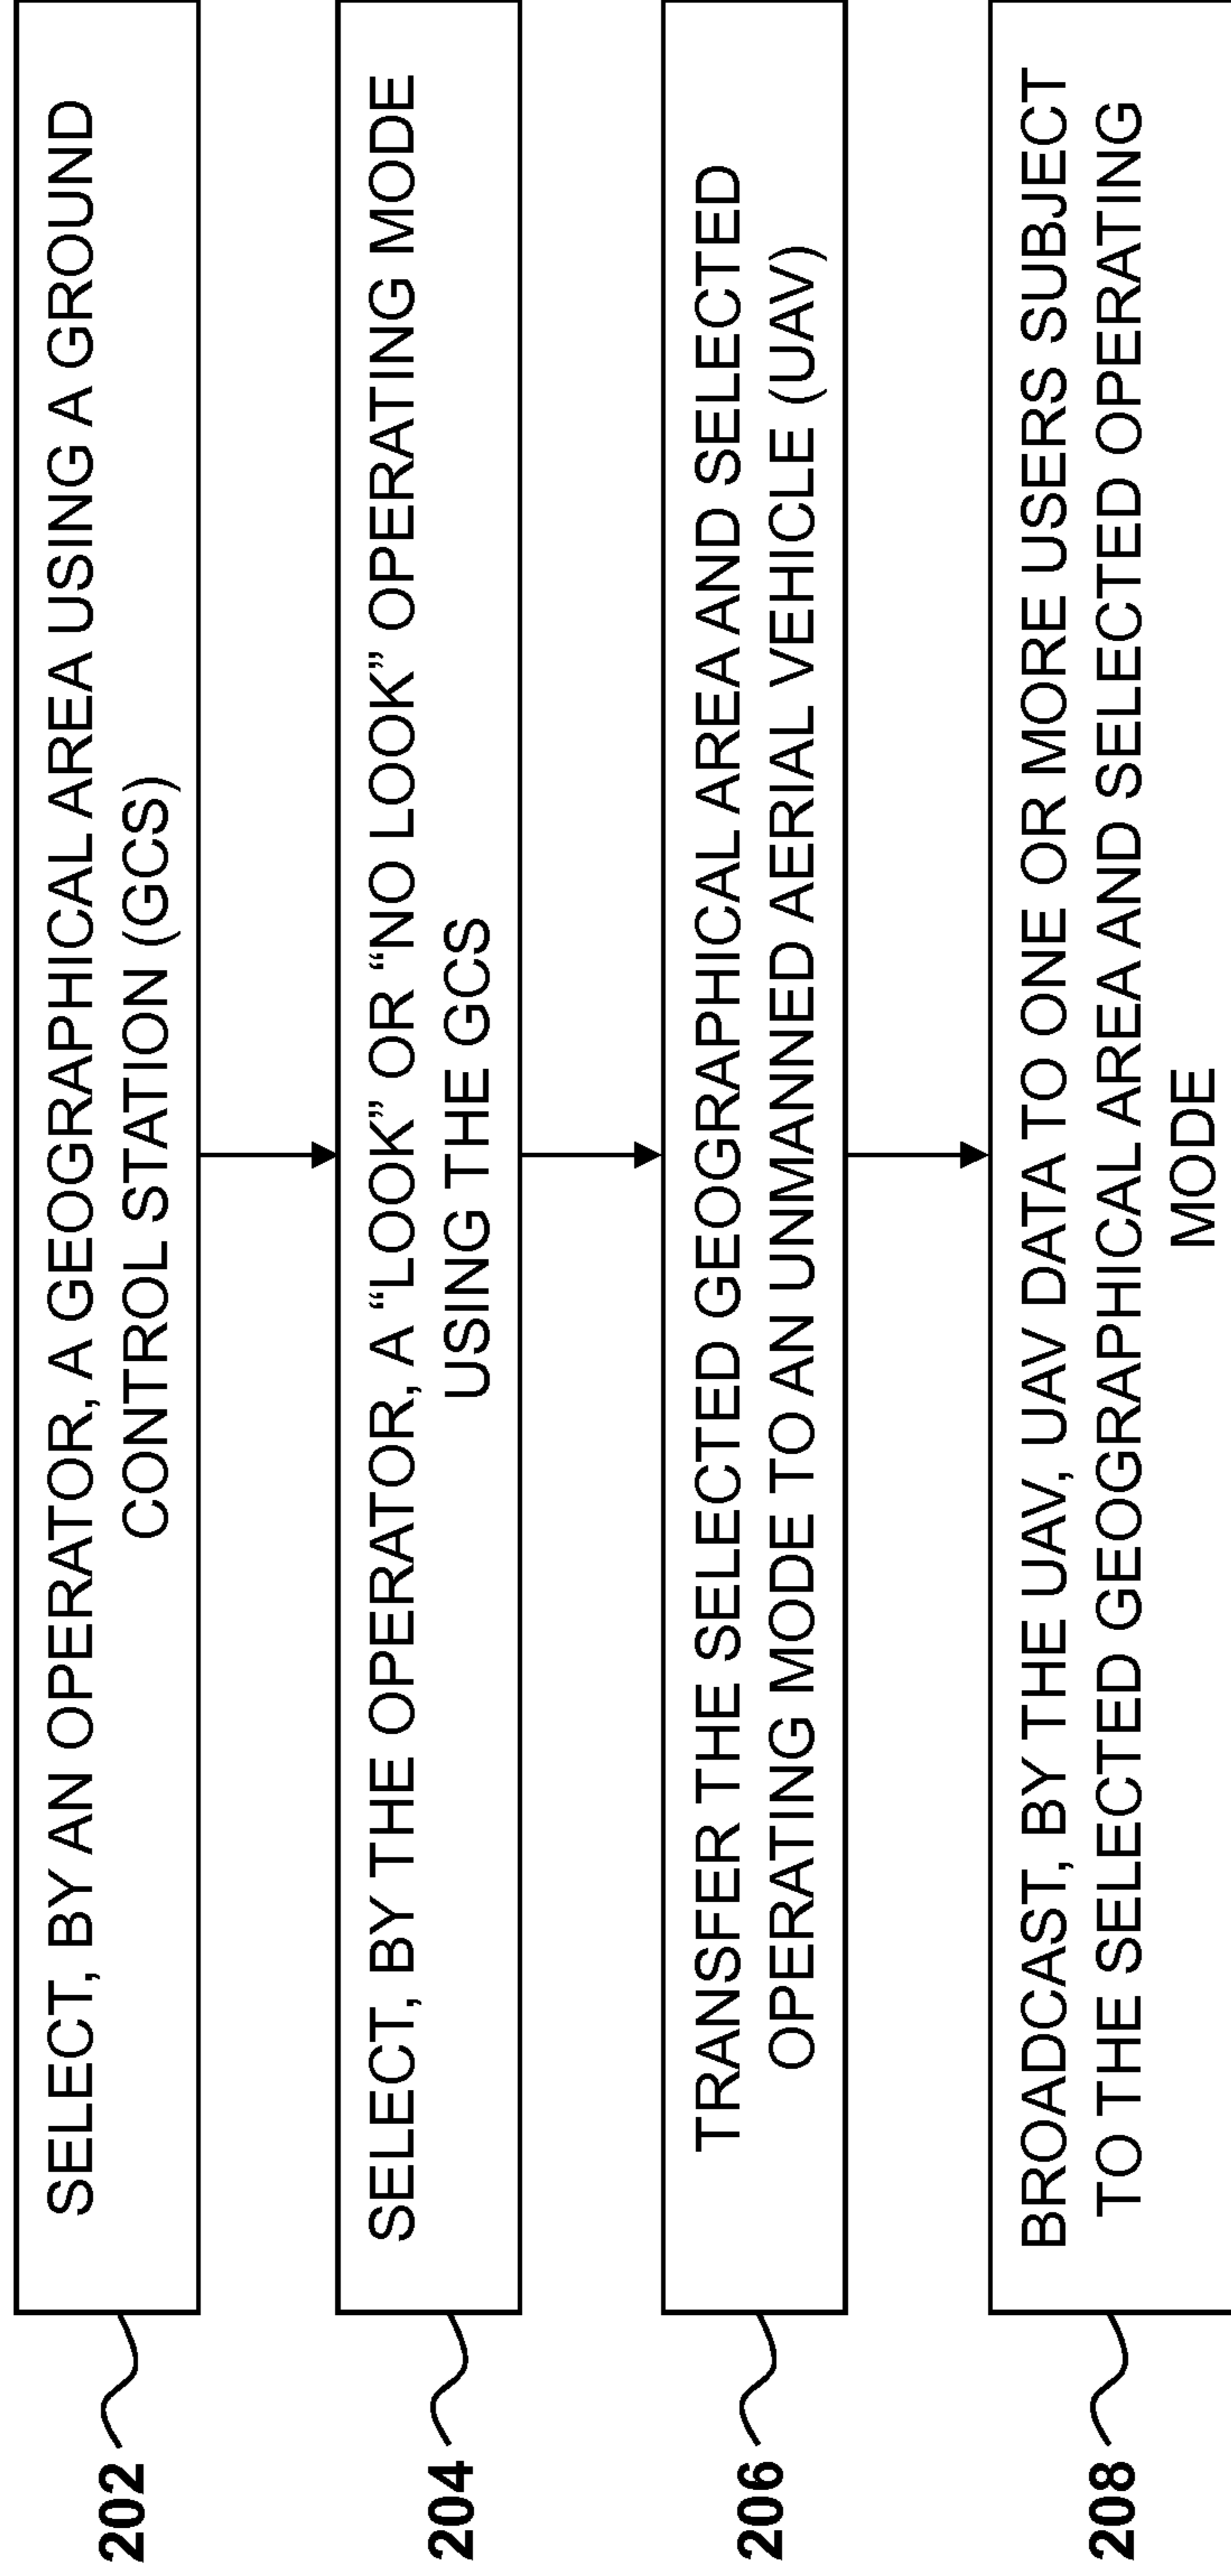 SELECT, BY AN OPERATOR, A GEOGRAPHICAL AREA USING A GROUND
CONTROL STATION (GCS)
202
SELECT, BY THE OPERATOR, A “LOOK” OR “NO LOOK” OPERATING MODE
USING THE GCS
204
TRANSFER THE SELECTED GEOGRAPHICAL AREA AND SELECTED
OPERATING MODE TO AN UNMANNED AERIAL VEHICLE (UAV)
206
BROADCAST, BY THE UAV, UAV DATA TO ONE OR MORE USERS SUBJECT
TO THE SELECTED GEOGRAPHICAL AREA AND SELECTED OPERATING
MODE
208